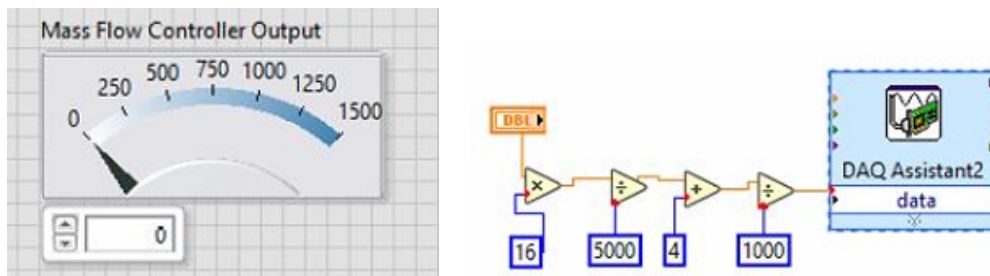 Mass Flow Controller Output
0 250 500 750 1000 1250 1500
0
DBL
× ÷ + ÷
16 5000 4 1000
DAQ Assistant2
data